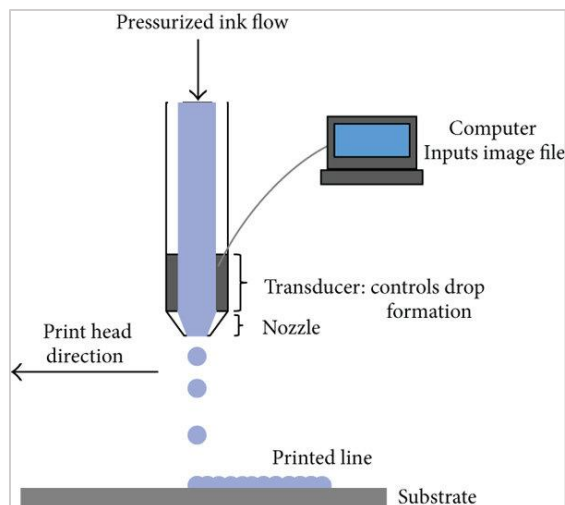 Pressurized ink flow
Computer
Inputs image file
Transducer: controls drop
formation
Nozzle
Print head
direction
Printed line
Substrate